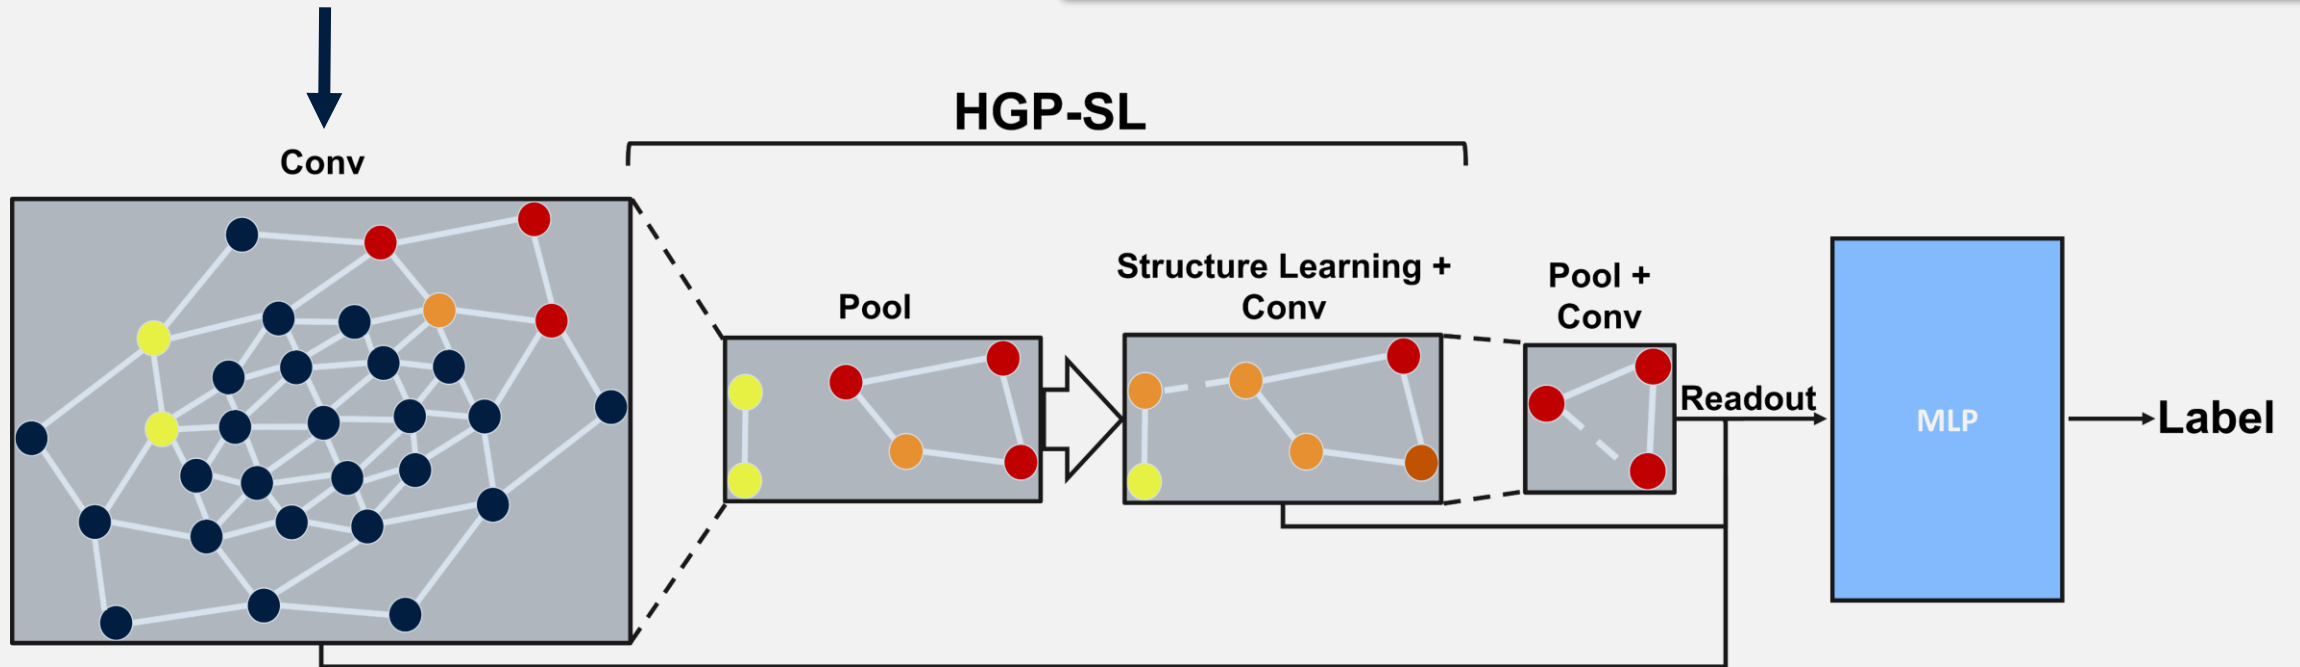 HGP-SL
Conv
Structure Learning +
Conv
Pool +
Conv
Pool
Readout
MLP
Label